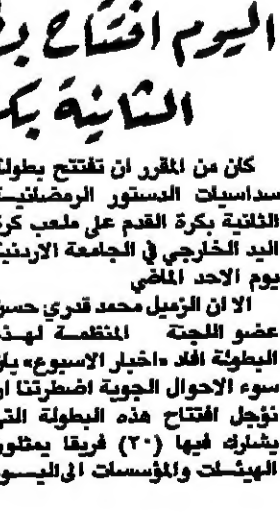 اليوم افتتاح بط
الثانية بكر
كان من المقرر ان تفتتح بطولة
سداسيات الدستور الرمضانية
الثانية بكرة القدم على ملعب كرة
اليد الخارجي في الجامعة الاردنية
يوم الاحد الماضي
الا ان الزميل محمد قدري حسن
عضو اللجنة المنظمة لهذه
البطولة افاد «اخبار الاسبوع» بان
سوء الاحوال الجوية اضطرتنا ان
نؤجل افتتاح هذه البطولة التي
يشارك فيها (٢٠) فريقا يمثلون
الهيئات والمؤسسات الى اليوم